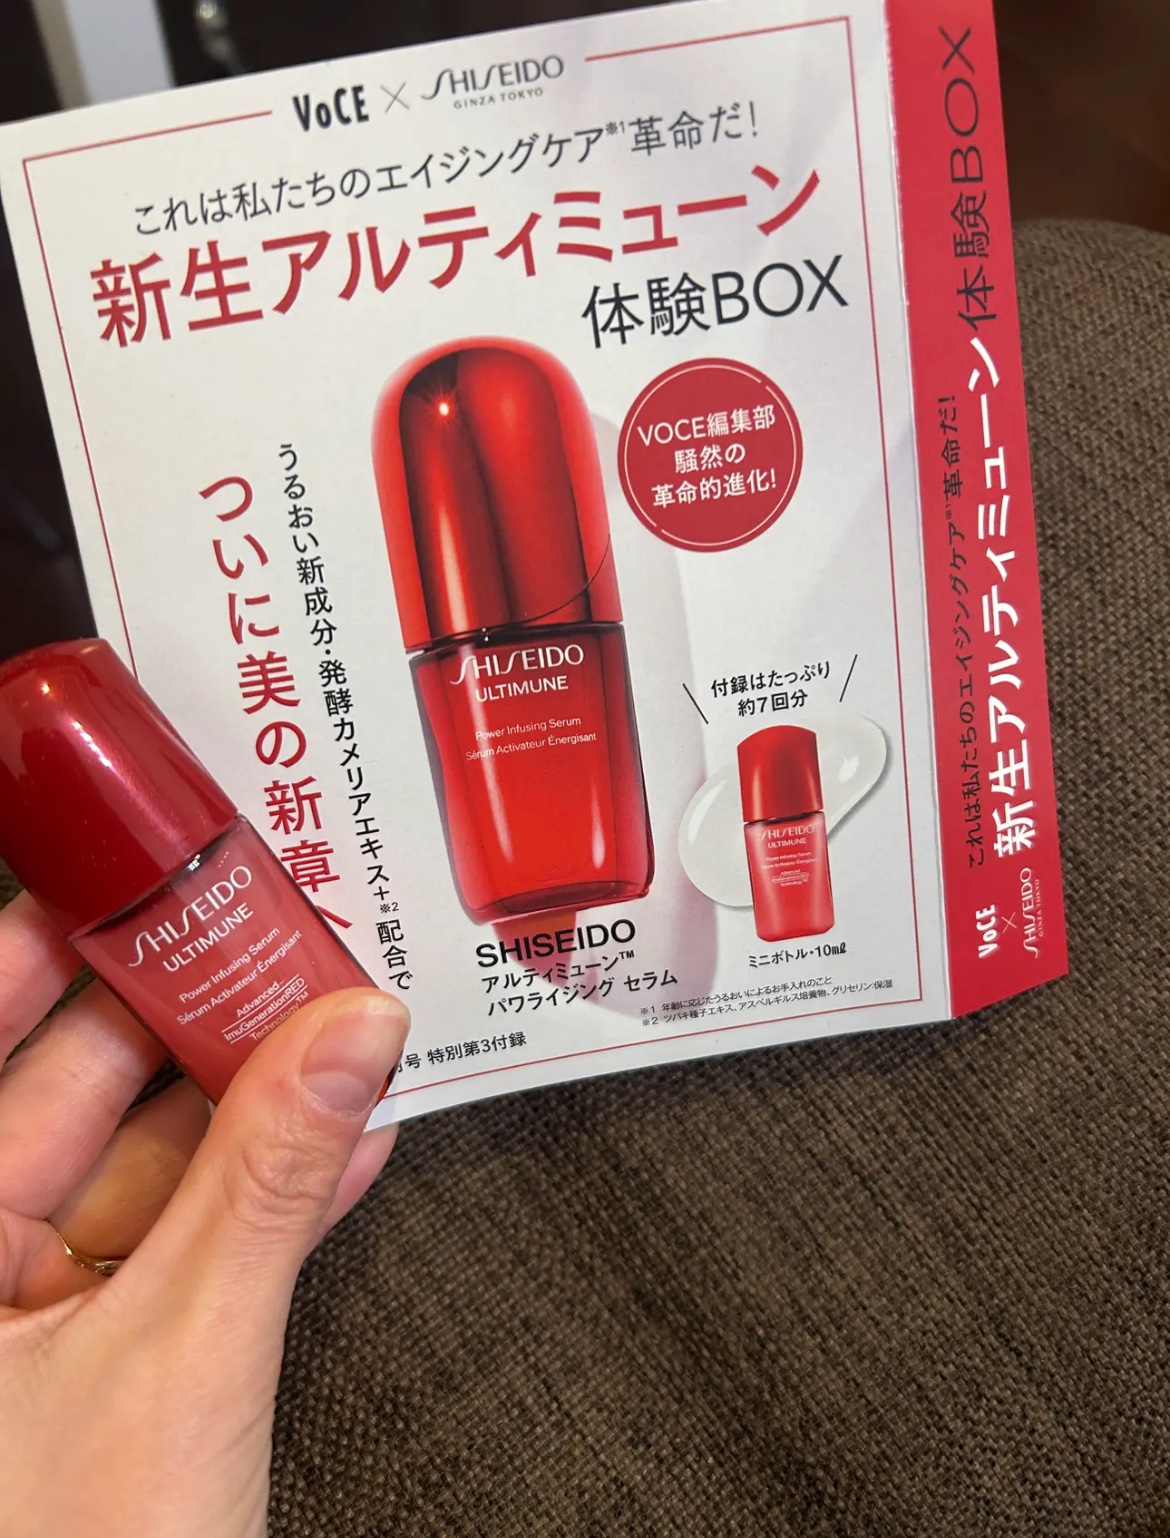 VOCE × SHISEIDO
GINZA TOKYO
これは私たちのエイジングケア※1革命だ！
新生アルティミューン
体験BOX
VOCE編集部
騒然の
革命的進化!
うるおい新成分・発酵カメリアエキス+※2配合で
ついに美の新章へ
SHISEIDO
ULTIMUNE
Power Infusing Serum
Sérum Activateur Énergisant
付録はたっぷり
約7回分
SHISEIDO
ULTIMUNE
Power Infusing Serum
Sérum Activateur Énergisant
ミニボトル・10mℓ
SHISEIDO
アルティミューン™
パワライジング セラム
※1 年齢に応じたうるおいによるお手入れのこと
※2 ツバキ種子エキス、アスペルギルス培養物、グリセリン:保湿
号 特別第3付録
SHISEIDO
ULTIMUNE
Power Infusing Serum
Sérum Activateur Énergisant
Advanced
ImuGenerationRED
Technology™
これは私たちのエイジングケア※1革命だ！
新生アルティミューン体験BOX
VOCE
×
SHISEIDO
GINZA TOKYO